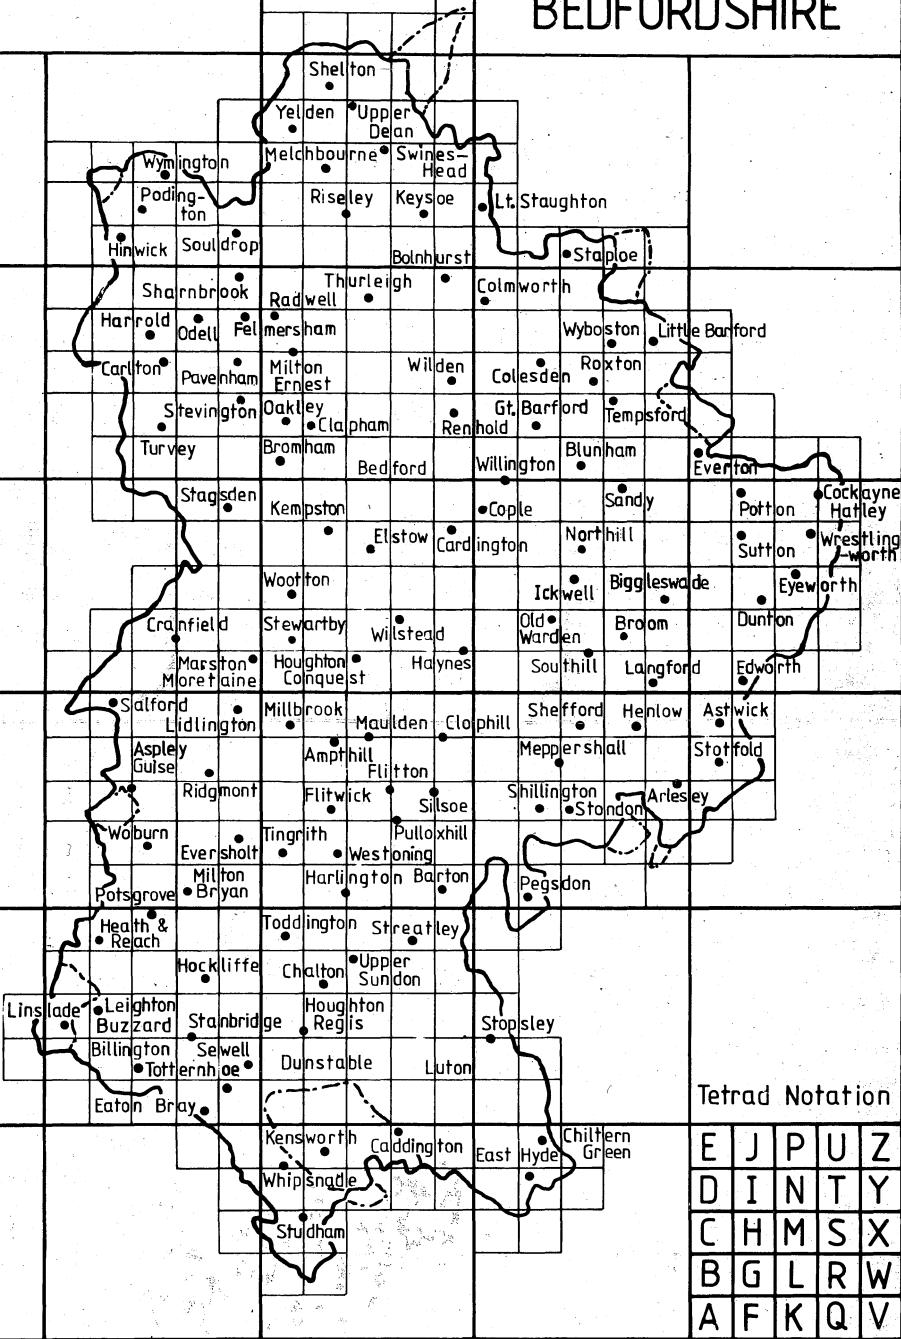 BEDFORDSHIRE
Shelton
Yelden
Upper
Dean
Melchbourne
Swines-
Head
Wymington
Poding-
ton
Riseley
Keysoe
Lt. Staughton
Hinwick
Souldrop
Bolnhurst
Staploe
Sharnbrook
Thurleigh
Colmworth
Radwell
Harrold
Odell
Felmersham
Wyboston
Little Barford
Carlton
Pavenham
Milton
Ernest
Wilden
Colesden
Roxton
Stevington
Oakley
Clapham
Gt. Barford
Renhold
Tempsford
Turvey
Bromham
Bedford
Willington
Blunham
Everton
Stagsden
Kempston
Cople
Sandy
Potton
Cockayne
Hatley
Elstow
Cardington
Northill
Sutton
Wrestling
-worth
Wootton
Ickwell
Biggleswade
Eyeworth
Cranfield
Stewartby
Wilstead
Old
Warden
Broom
Dunton
Marston
Moretaine
Houghton
Conquest
Haynes
Southill
Langford
Edworth
Salford
Lidlington
Millbrook
Maulden
Clophill
Shefford
Henlow
Astwick
Aspley
Guise
Ampthill
Flitton
Meppershall
Stotfold
Ridgmont
Flitwick
Silsoe
Shillington
Stondon
Arlesey
Woburn
Eversholt
Tingrith
Pulloxhill
Westoning
Potsgrove
Milton
Bryan
Harlington
Barton
Pegsdon
Heath &
Reach
Toddington
Streatley
Hockliffe
Chalton
Upper
Sundon
Linslade
Leighton
Buzzard
Stanbridge
Houghton
Regis
Stopsley
Billington
Totternhoe
Sewell
Dunstable
Luton
Eaton Bray
Tetrad Notation
Kensworth
Caddington
East Hyde
Chiltern
Green
Whipsnade
Studham
E J P U Z
D I N T Y
C H M S X
B G L R W
A F K Q V